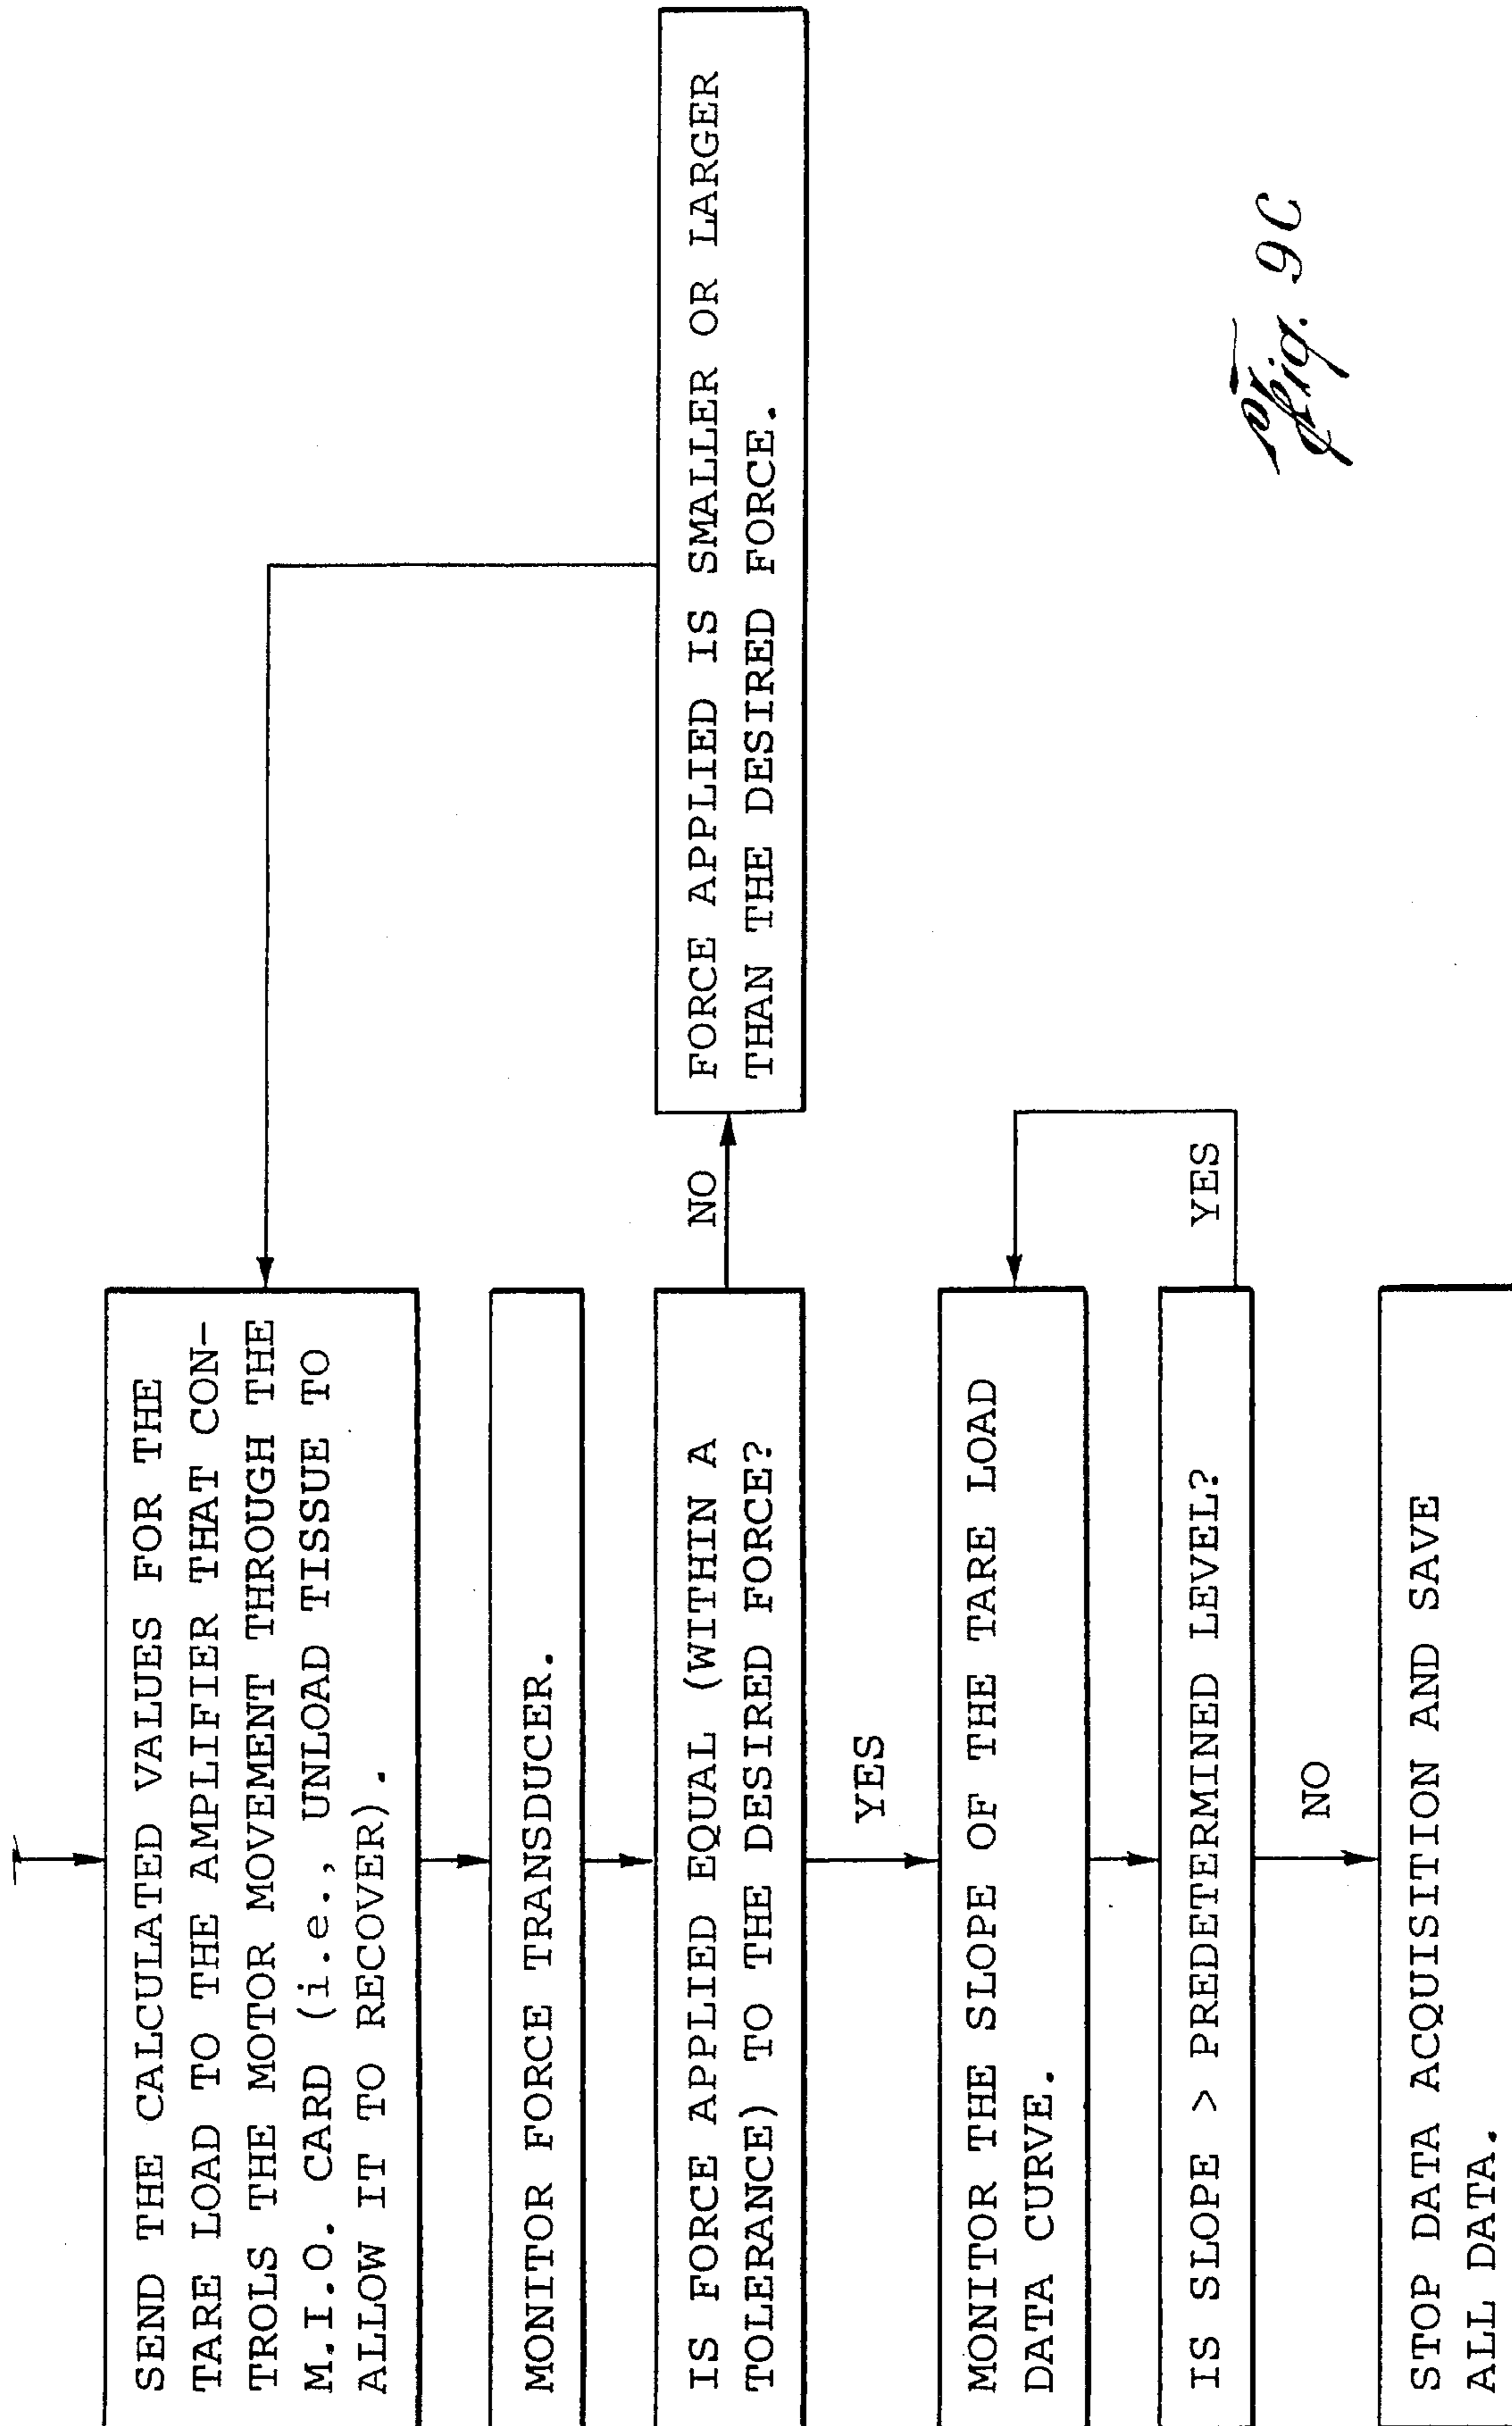 SEND THE CALCULATED VALUES FOR THE
TARE LOAD TO THE AMPLIFIER THAT CON-
TROLS THE MOTOR MOVEMENT THROUGH THE
M.I.O. CARD (i.e., UNLOAD TISSUE TO
ALLOW IT TO RECOVER).
MONITOR FORCE TRANSDUCER.
IS FORCE APPLIED EQUAL (WITHIN A
TOLERANCE) TO THE DESIRED FORCE?
NO
FORCE APPLIED IS SMALLER OR LARGER
THAN THE DESIRED FORCE.
YES
MONITOR THE SLOPE OF THE TARE LOAD
DATA CURVE.
IS SLOPE > PREDETERMINED LEVEL?
YES
NO
STOP DATA ACQUISITION AND SAVE
ALL DATA.
Fig. 9C